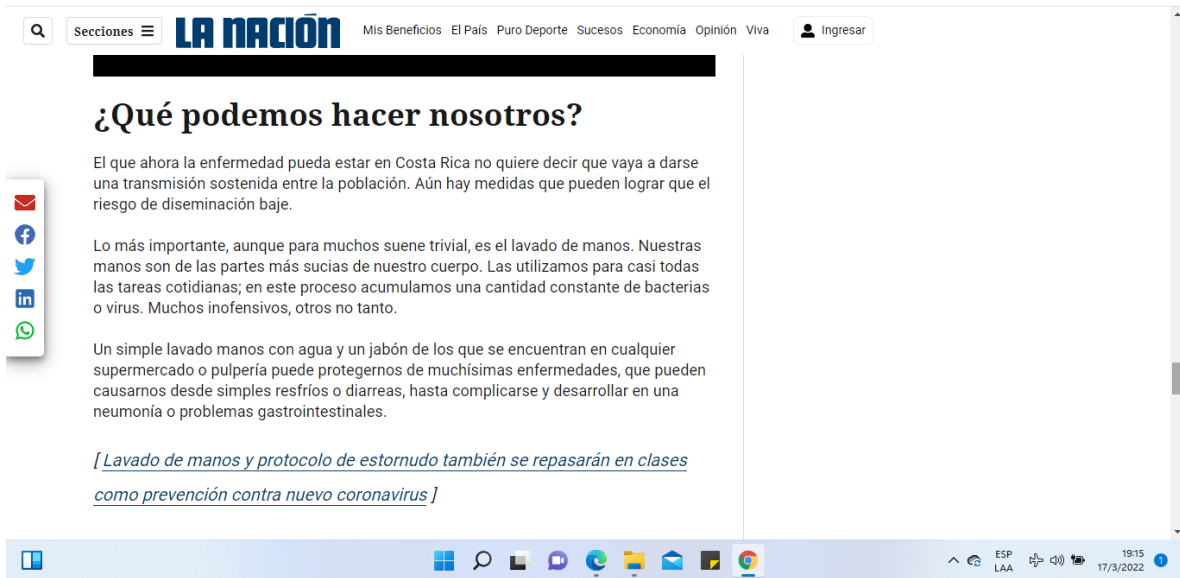 Secciones
LA NACIÓN
Mis Beneficios El País Puro Deporte Sucesos Economía Opinión Viva
Ingresar
¿Qué podemos hacer nosotros?
El que ahora la enfermedad pueda estar en Costa Rica no quiere decir que vaya a darse
una transmisión sostenida entre la población. Aún hay medidas que pueden lograr que el
riesgo de diseminación baje.
Lo más importante, aunque para muchos suene trivial, es el lavado de manos. Nuestras
manos son de las partes más sucias de nuestro cuerpo. Las utilizamos para casi todas
las tareas cotidianas; en este proceso acumulamos una cantidad constante de bacterias
o virus. Muchos inofensivos, otros no tanto.
Un simple lavado manos con agua y un jabón de los que se encuentran en cualquier
supermercado o pulpería puede protegernos de muchísimas enfermedades, que pueden
causarnos desde simples resfríos o diarreas, hasta complicarse y desarrollar en una
neumonía o problemas gastrointestinales.
[ Lavado de manos y protocolo de estornudo también se repasarán en clases
como prevención contra nuevo coronavirus ]
in
ESP
LAA
19:15
17/3/2022
1